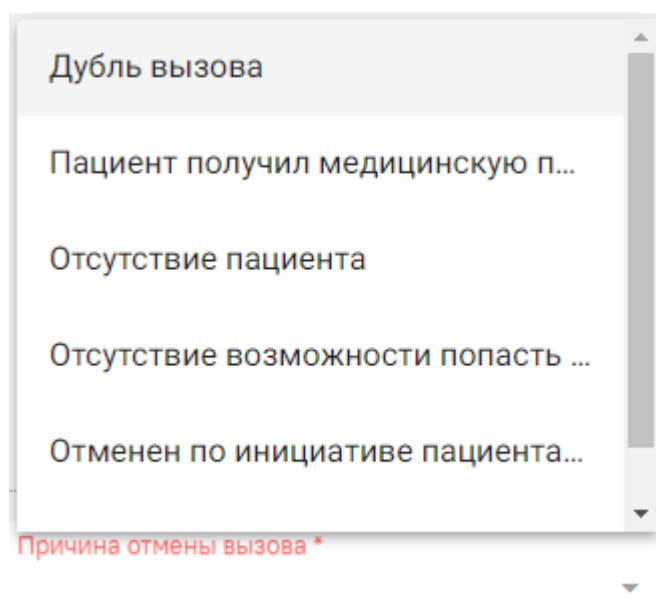 Дубль вызова
Пациент получил медицинскую п...
Отсутствие пациента
Отсутствие возможности попасть ...
Отменен по инициативе пациента...
Причина отмены вызова *